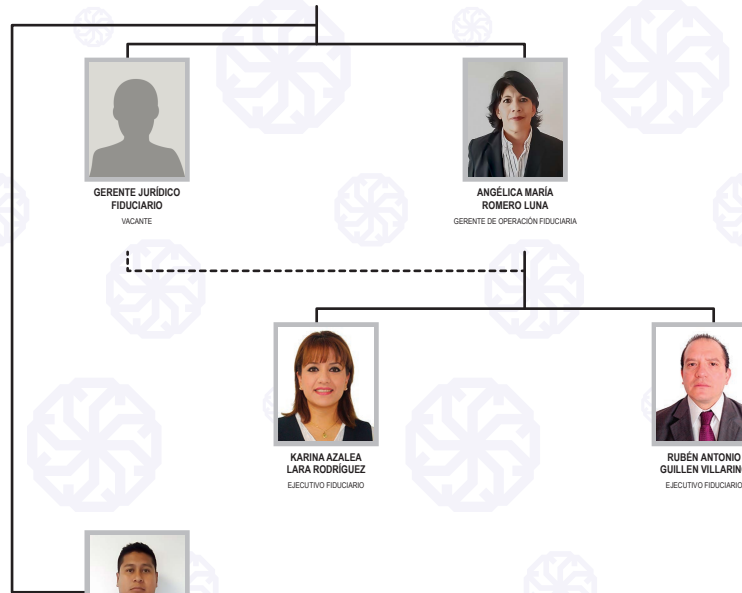 GERENTE JURÍDICO
FIDUCIARIO
VACANTE
ANGÉLICA MARÍA
ROMERO LUNA
GERENTE DE OPERACIÓN FIDUCIARIA
KARINA AZALEA
LARA RODRÍGUEZ
EJECUTIVO FIDUCIARIO
RUBÉN ANTONIO
GUILLEN VILLARIN
EJECUTIVO FIDUCIARIO